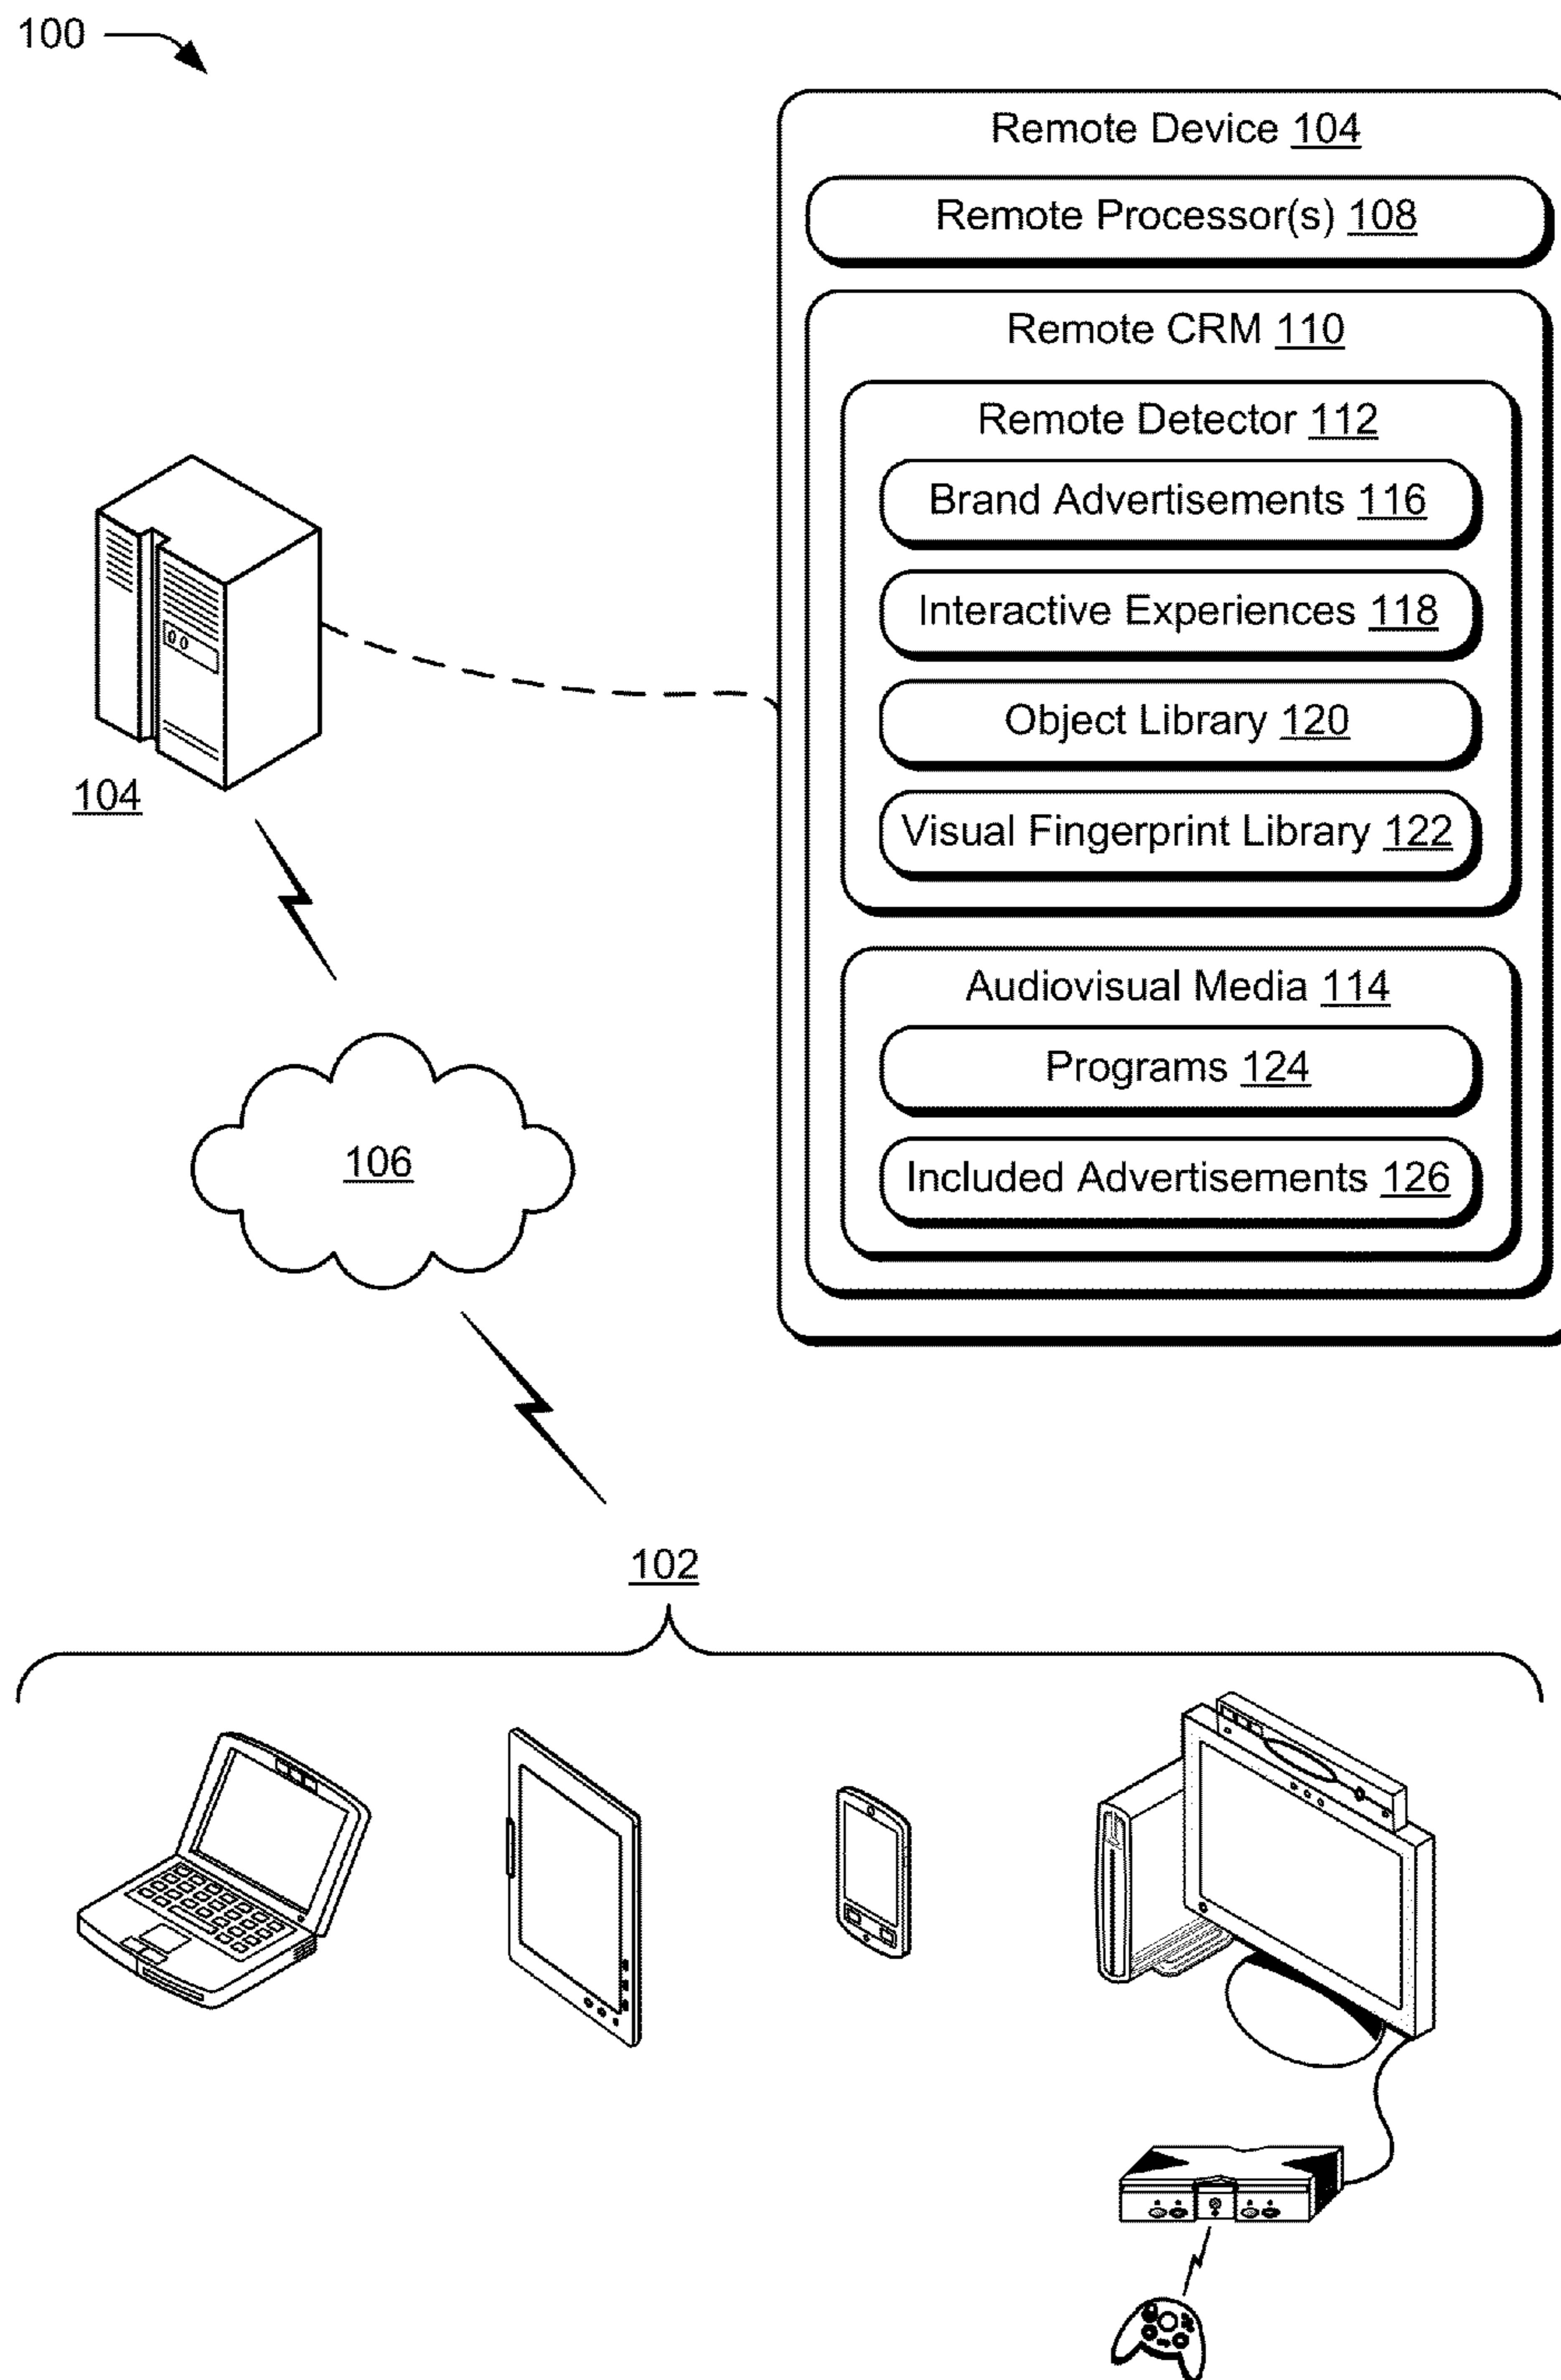 100
Remote Device 104
Remote Processor(s) 108
Remote CRM 110
Remote Detector 112
Brand Advertisements 116
Interactive Experiences 118
Object Library 120
Visual Fingerprint Library 122
Audiovisual Media 114
Programs 124
Included Advertisements 126
104
106
102